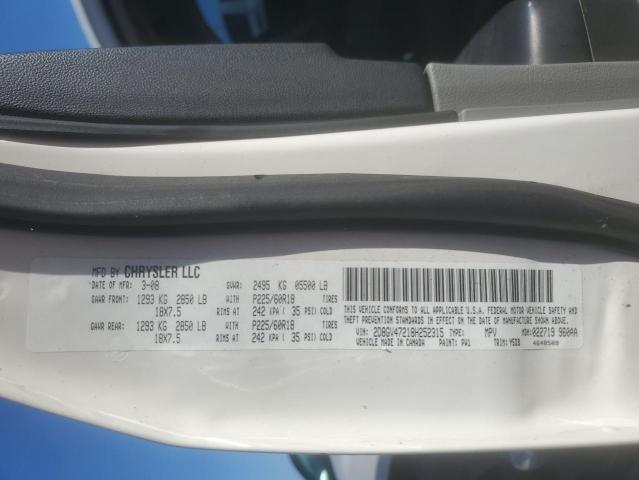 MFD BY CHRYSLER LLC
DATE OF MFR: 3-08 GVWR: 2495 KG 05500 LB
GAWR FRONT: 1293 KG 2850 LB WITH P225/60R18 TIRES
18X7.5 RIMS AT 242 KPA ( 35 PSI) COLD
GAWR REAR: 1293 KG 2850 LB WITH P225/60R18 TIRES
18X7.5 RIMS AT 242 KPA ( 35 PSI) COLD
THIS VEHICLE CONFORMS TO ALL APPLICABLE U.S.A. FEDERAL MOTOR VEHICLE SAFETY AND
THEFT PREVENTION STANDARDS IN EFFECT ON THE DATE OF MANUFACTURE SHOWN ABOVE.
VIN: 2D8GV47218H252315 TYPE: MPV MDH: 022719 960AA
VEHICLE MADE IN CANADA PAINT: PW1 TRIM: M5DB 4648509